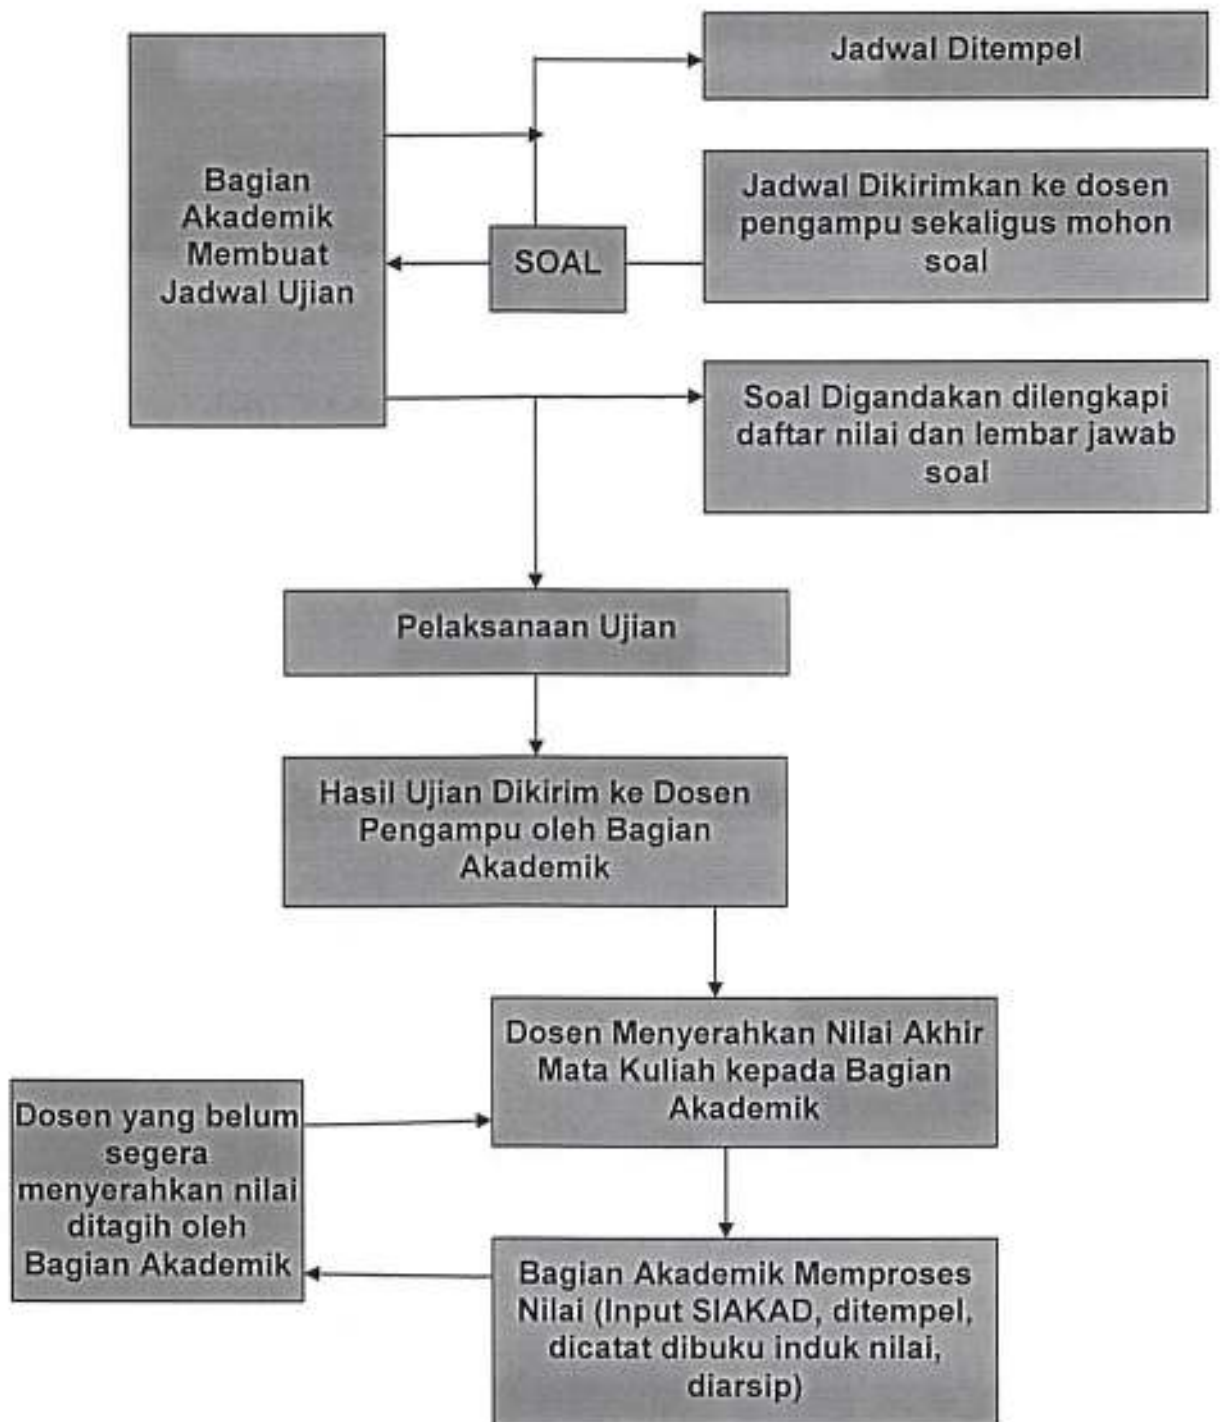 Jadwal Ditempel
Bagian
Akademik
Membuat
Jadwal Ujian
Jadwal Dikirimkan ke dosen
pengampu sekaligus mohon
soal
SOAL
Soal Digandakan dilengkapi
daftar nilai dan lembar jawab
soal
Pelaksanaan Ujian
Hasil Ujian Dikirim ke Dosen
Pengampu oleh Bagian
Akademik
Dosen Menyerahkan Nilai Akhir
Mata Kuliah kepada Bagian
Akademik
Dosen yang belum
segera
menyerahkan nilai
ditagih oleh
Bagian Akademik
Bagian Akademik Memproses
Nilai (Input SIAKAD, ditempel,
dicatat dibuku induk nilai,
diarsip)